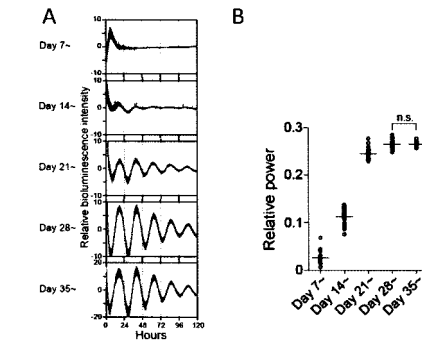 A
B
Relative bioluminescence intensity
Day 7~
10
0
-10
Day 14~
10
0
-10
Day 21~
10
0
-10
Day 28~
10
0
-10
Day 35~
20
0
-20
0 24 48 72 96 120
Hours
Relative power
n.s.
0.3
0.2
0.1
0
Day 7~
Day 14~
Day 21~
Day 28~
Day 35~